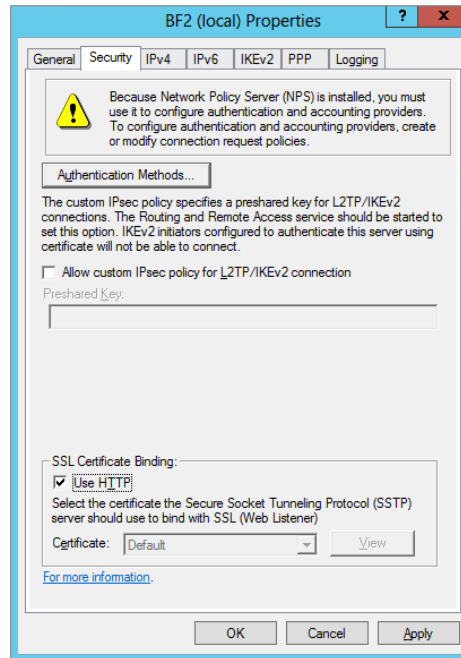 BF2 (local) Properties
? x
General Security IPv4 IPv6 IKEv2 PPP Logging
Because Network Policy Server (NPS) is installed, you must
use it to configure authentication and accounting providers.
To configure authentication and accounting providers, create
or modify connection request policies.
Authentication Methods...
The custom IPsec policy specifies a preshared key for L2TP/IKEv2
connections. The Routing and Remote Access service should be started to
set this option. IKEv2 initiators configured to authenticate this server using
certificate will not be able to connect.
Allow custom IPsec policy for L2TP/IKEv2 connection
Preshared Key:
SSL Certificate Binding:
Use HTTP
Select the certificate the Secure Socket Tunneling Protocol (SSTP)
server should use to bind with SSL (Web Listener)
Certificate: Default View
For more information.
OK Cancel Apply